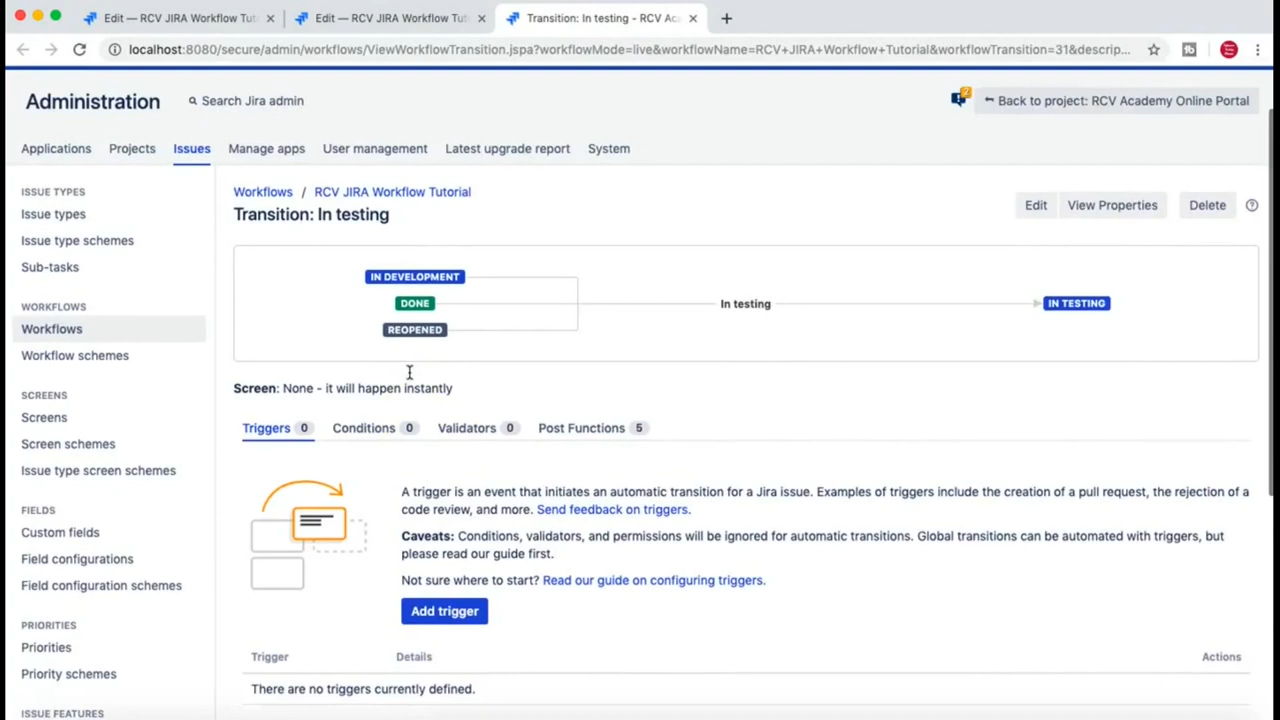 Edit — RCV JIRA Workflow Tut
Edit — RCV JIRA Workflow Tut
Transition: In testing - RCV Ac
localhost:8080/secure/admin/workflows/ViewWorkflowTransition.jspa?workflowMode=live&workflowName=RCV+JIRA+Workflow+Tutorial&workflowTransition=31&descrip...
Administration
Search Jira admin
2
Back to project: RCV Academy Online Portal
Applications
Projects
Issues
Manage apps
User management
Latest upgrade report
System
ISSUE TYPES
Issue types
Issue type schemes
Sub-tasks
WORKFLOWS
Workflows
Workflow schemes
SCREENS
Screens
Screen schemes
Issue type screen schemes
FIELDS
Custom fields
Field configurations
Field configuration schemes
PRIORITIES
Priorities
Priority schemes
ISSUE FEATURES
Workflows / RCV JIRA Workflow Tutorial
Transition: In testing
Edit
View Properties
Delete
IN DEVELOPMENT
DONE
REOPENED
In testing
IN TESTING
Screen: None - it will happen instantly
Triggers 0
Conditions 0
Validators 0
Post Functions 5
A trigger is an event that initiates an automatic transition for a Jira issue. Examples of triggers include the creation of a pull request, the rejection of a
code review, and more. Send feedback on triggers.
Caveats: Conditions, validators, and permissions will be ignored for automatic transitions. Global transitions can be automated with triggers, but
please read our guide first.
Not sure where to start? Read our guide on configuring triggers.
Add trigger
Trigger
Details
Actions
There are no triggers currently defined.